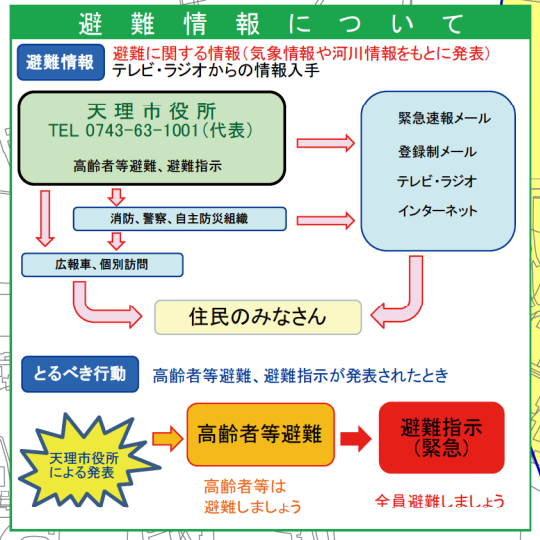 避難情報について
避難情報
避難に関する情報(気象情報や河川情報をもとに発表)
テレビ・ラジオからの情報入手
天理市役所
TEL 0743-63-1001(代表)
高齢者等避難、避難指示
緊急速報メール
登録制メール
テレビ・ラジオ
インターネット
消防、警察、自主防災組織
広報車、個別訪問
住民のみなさん
とるべき行動
高齢者等避難、避難指示が発表されたとき
天理市役所
による発表
高齢者等避難
避難指示
(緊急)
高齢者等は
避難しましょう
全員避難しましょう